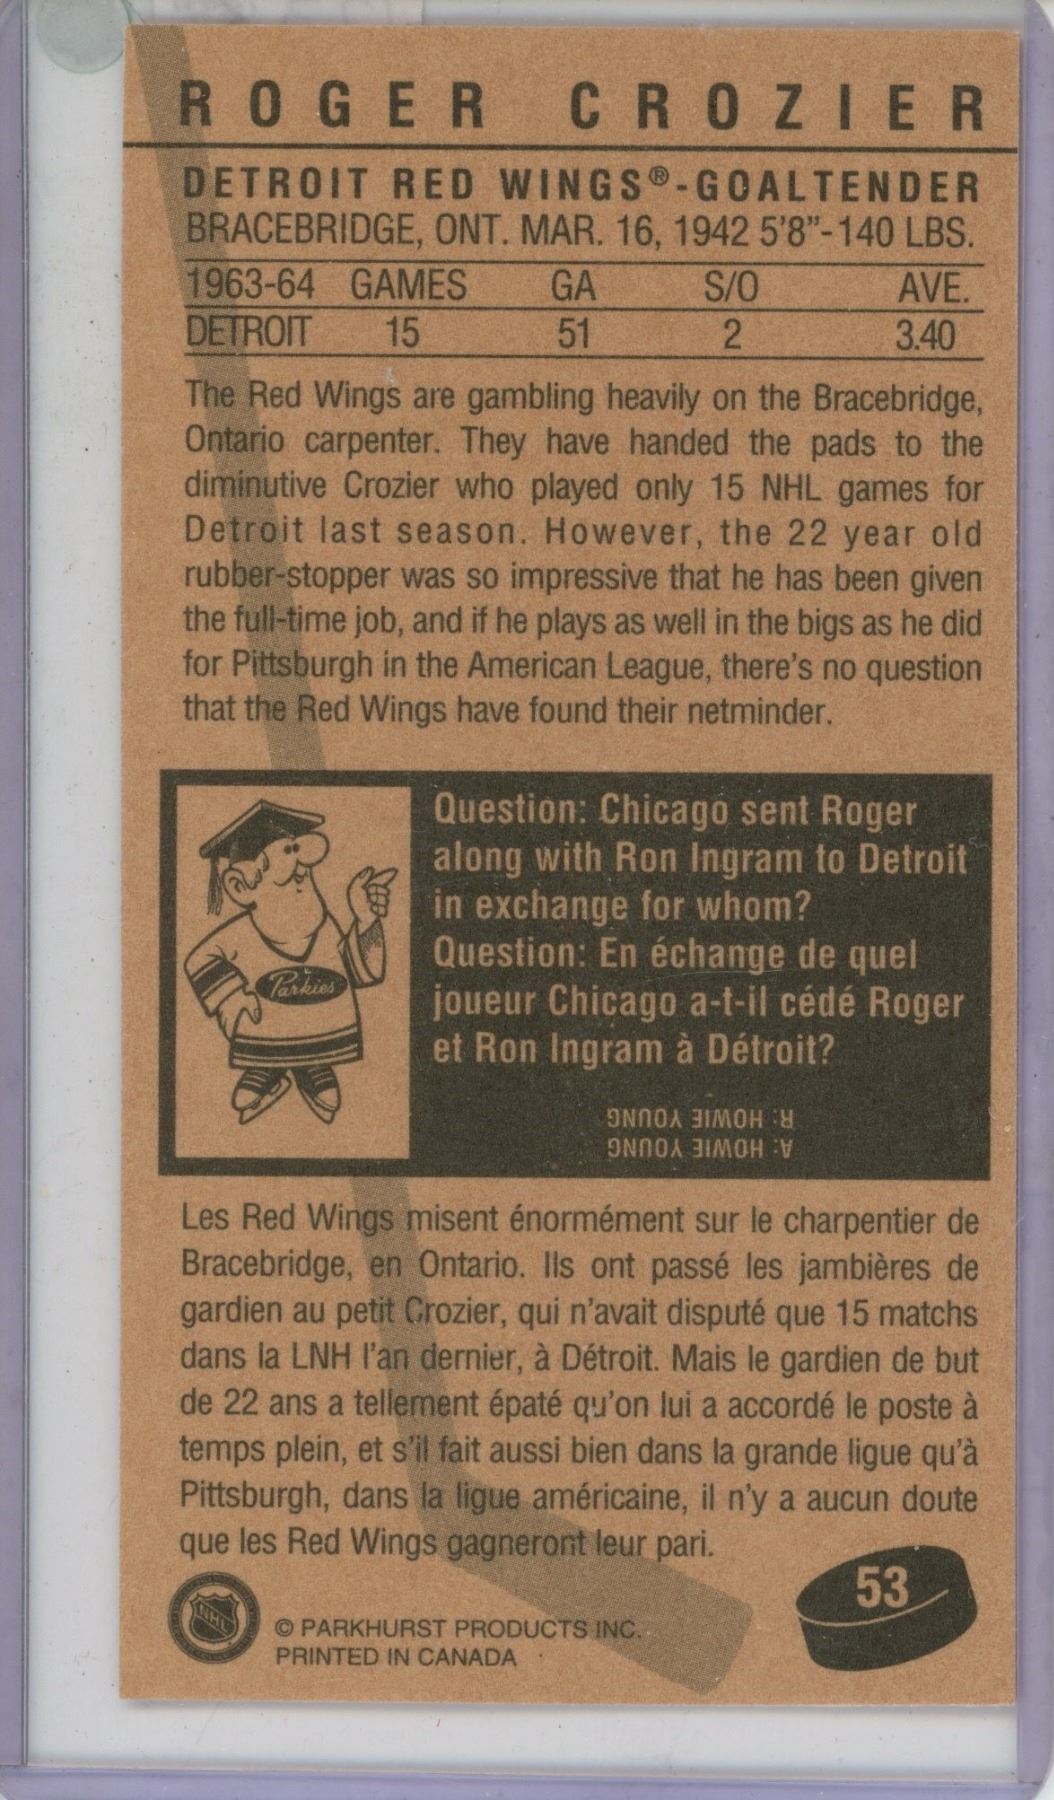 ROGER CROZIER
DETROIT RED WINGS®-GOALTENDER
BRACEBRIDGE, ONT. MAR. 16, 1942 5'8"-140 LBS.
1963-64 GAMES GA S/O AVE.
DETROIT 15 51 2 3.40
The Red Wings are gambling heavily on the Bracebridge,
Ontario carpenter. They have handed the pads to the
diminutive Crozier who played only 15 NHL games for
Detroit last season. However, the 22 year old
rubber-stopper was so impressive that he has been given
the full-time job, and if he plays as well in the bigs as he did
for Pittsburgh in the American League, there's no question
that the Red Wings have found their netminder.
Parkies
Question: Chicago sent Roger
along with Ron Ingram to Detroit
in exchange for whom?
Question: En échange de quel
joueur Chicago a-t-il cédé Roger
et Ron Ingram à Détroit?
A: HOWIE YOUNG
R: HOWIE YOUNG
Les Red Wings misent énormément sur le charpentier de
Bracebridge, en Ontario. Ils ont passé les jambières de
gardien au petit Crozier, qui n'avait disputé que 15 matchs
dans la LNH l'an dernier, à Détroit. Mais le gardien de but
de 22 ans a tellement épaté qu'on lui a accordé le poste à
temps plein, et s'il fait aussi bien dans la grande ligue qu'à
Pittsburgh, dans la ligue américaine, il n'y a aucun doute
que les Red Wings gagneront leur pari.
53
NHL
© PARKHURST PRODUCTS INC.
PRINTED IN CANADA